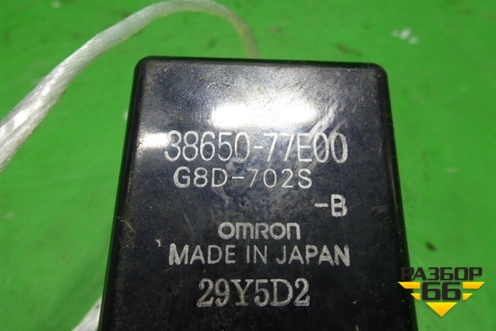 38650-77E00
G8D-702S
-B
omron
MADE IN JAPAN
29Y5D2
РАЗБОР
66